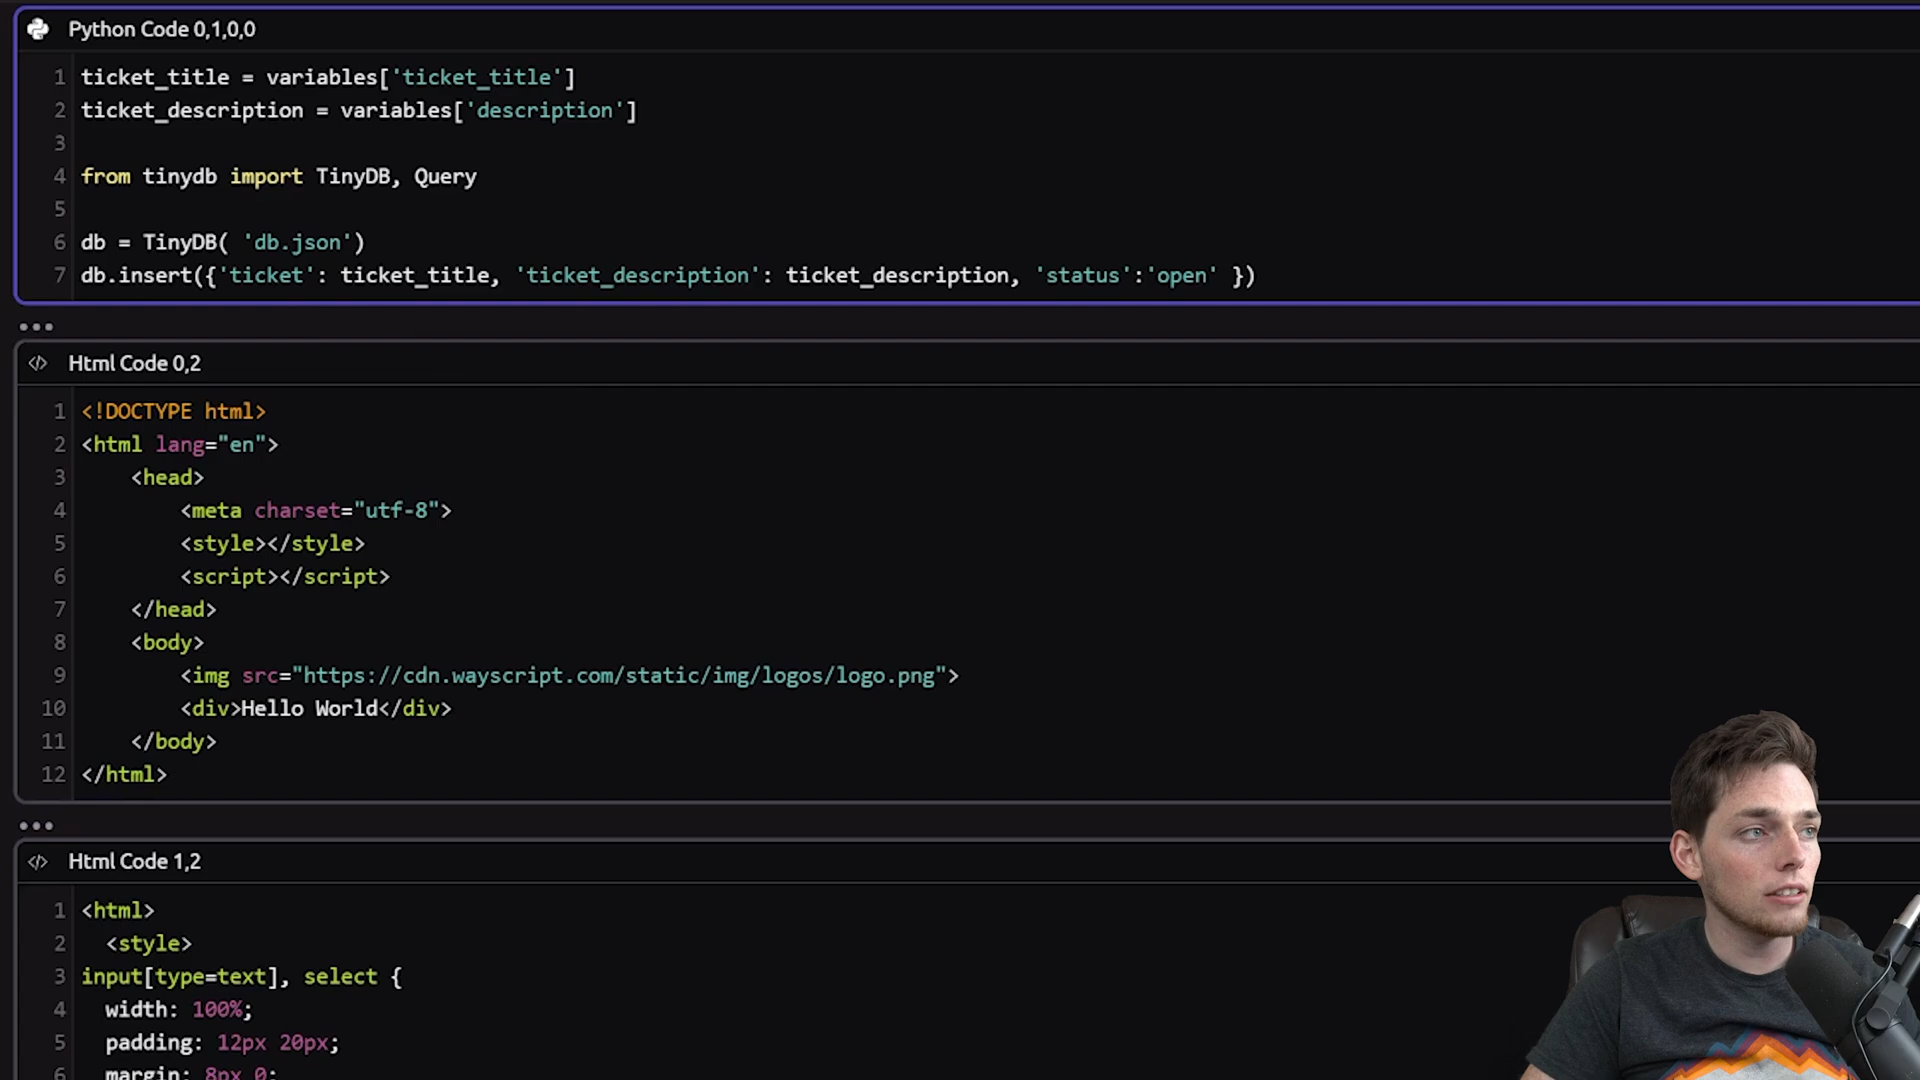 Python Code 0,1,0,0
1 ticket_title = variables['ticket_title']
2 ticket_description = variables['description']
3
4 from tinydb import TinyDB, Query
5
6 db = TinyDB( 'db.json')
7 db.insert({'ticket': ticket_title, 'ticket_description': ticket_description, 'status':'open' })
Html Code 0,2
1 <!DOCTYPE html>
2 <html lang="en">
3 <head>
4 <meta charset="utf-8">
5 <style></style>
6 <script></script>
7 </head>
8 <body>
9 <img src="https://cdn.wayscript.com/static/img/logos/logo.png">
10 <div>Hello World</div>
11 </body>
12 </html>
Html Code 1,2
1 <html>
2 <style>
3 input[type=text], select {
4 width: 100%;
5 padding: 12px 20px;
6 margin: 8px 0;